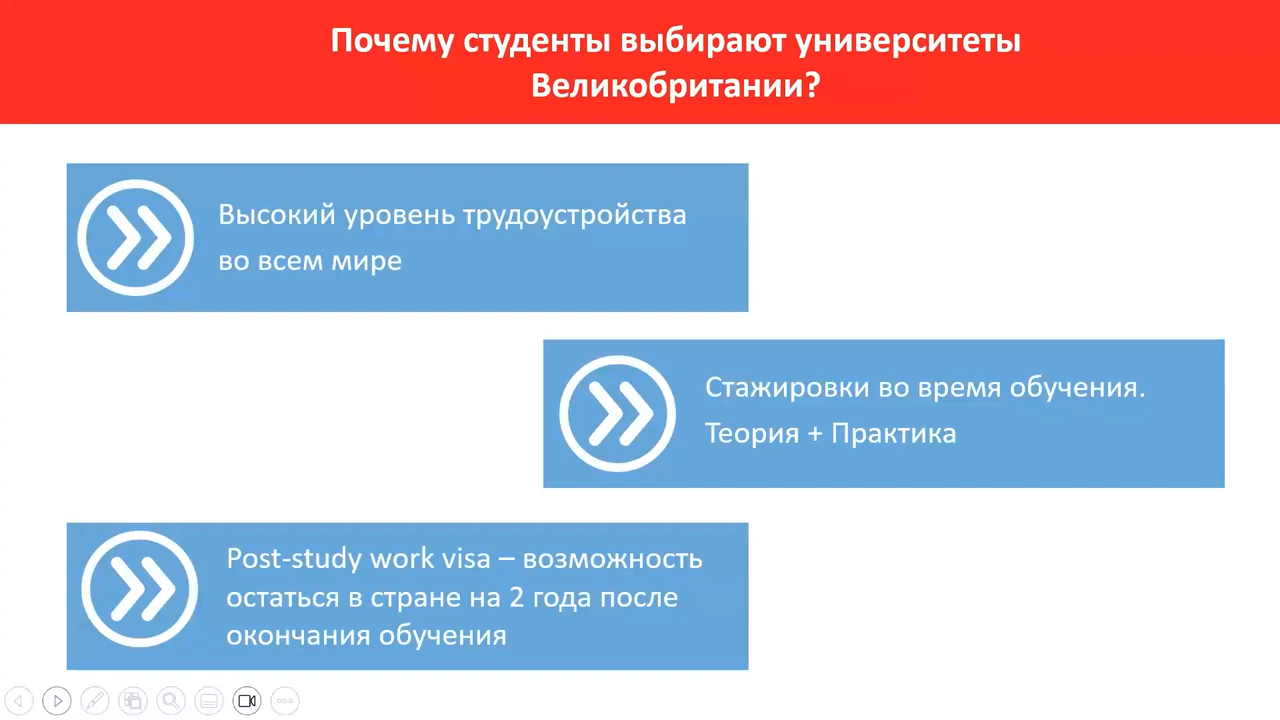 Почему студенты выбирают университеты
Великобритании?
Высокий уровень трудоустройства
во всем мире
Стажировки во время обучения.
Теория + Практика
Post-study work visa – возможность
остаться в стране на 2 года после
окончания обучения